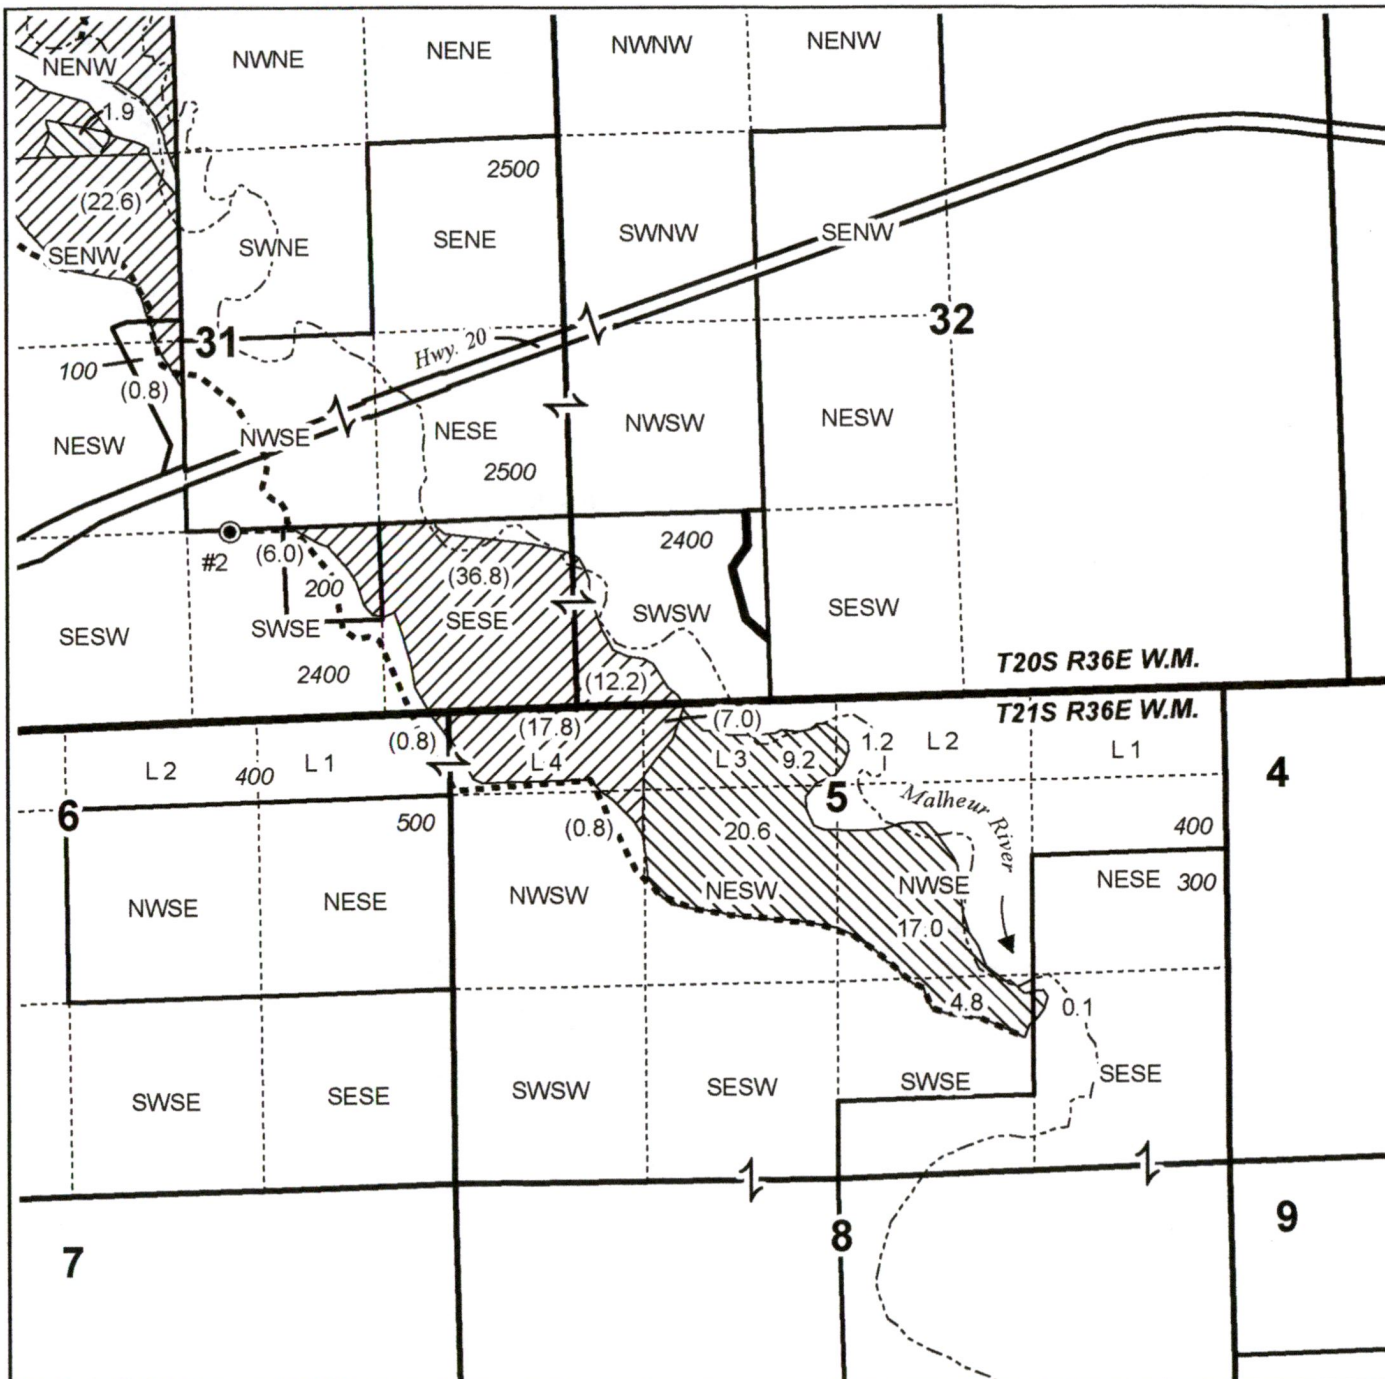 NENW
NWNE
NENE
NWNW
NENW
1.9
2500
(22.6)
SENW
SWNE
SENE
SWNW
SENW
31
32
Hwy. 20
100
(0.8)
NESW
NWSE
NESE
NWSW
NESW
2500
#2
(6.0)
2400
200
(36.8)
SESW
SWSE
SESE
SWSW
SESW
2400
(12.2)
T20S R36E W.M.
T21S R36E W.M.
(0.8)
(17.8)
(7.0)
L 2
400
L 1
L 4
L 3
9.2
1.2
L 2
L 1
4
6
5
Malheur River
500
(0.8)
20.6
400
NWSE
NESE
NWSW
NESW
NWSE
NESE
300
17.0
4.8
0.1
SWSE
SESE
SWSW
SESW
SWSE
SESE
7
8
9